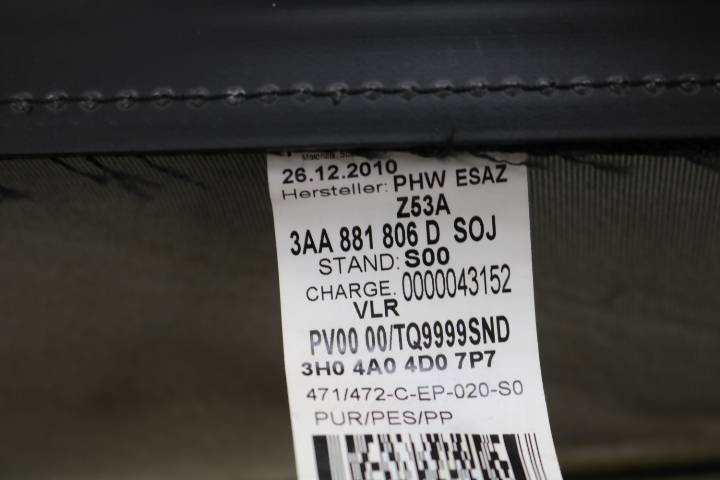 26.12.2010
Hersteller: PHW ESAZ
Z53A
3AA 881 806 D SOJ
STAND: S00
CHARGE. 0000043152
VLR
PV00 00/TQ9999SND
3H0 4A0 4D0 7P7
471/472-C-EP-020-S0
PUR/PES/PP